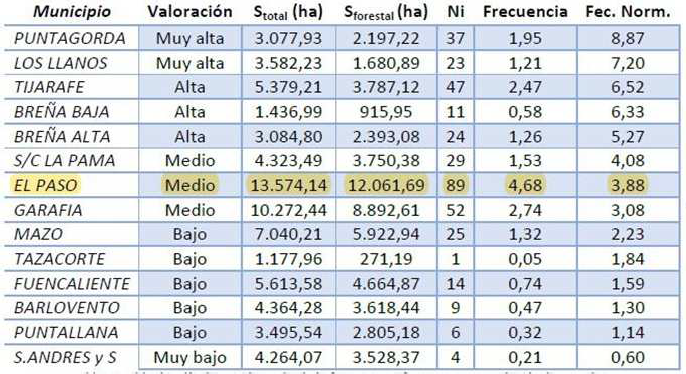 Municipio Valoración Stotal (ha) Sforestal (ha) Ni Frecuencia Fec. Norm.
PUNTAGORDA Muy alta 3.077,93 2.197,22 37 1,95 8,87
LOS LLANOS Muy alta 3.582,23 1.680,89 23 1,21 7,20
TIJARAFE Alta 5.379,21 3.787,12 47 2,47 6,52
BREÑA BAJA Alta 1.436,99 915,95 11 0,58 6,33
BREÑA ALTA Alta 3.084,80 2.393,08 24 1,26 5,27
S/C LA PAMA Medio 4.323,49 3.750,38 29 1,53 4,08
EL PASO Medio 13.574,14 12.061,69 89 4,68 3,88
GARAFIA Medio 10.272,44 8.892,61 52 2,74 3,08
MAZO Bajo 7.040,21 5.922,94 25 1,32 2,23
TAZACORTE Bajo 1.177,96 271,19 1 0,05 1,84
FUENCALIENTE Bajo 5.613,58 4.664,87 14 0,74 1,59
BARLOVENTO Bajo 4.364,28 3.618,44 9 0,47 1,30
PUNTALLANA Bajo 3.495,54 2.805,18 6 0,32 1,14
S.ANDRES y S Muy bajo 4.264,07 3.528,37 4 0,21 0,60